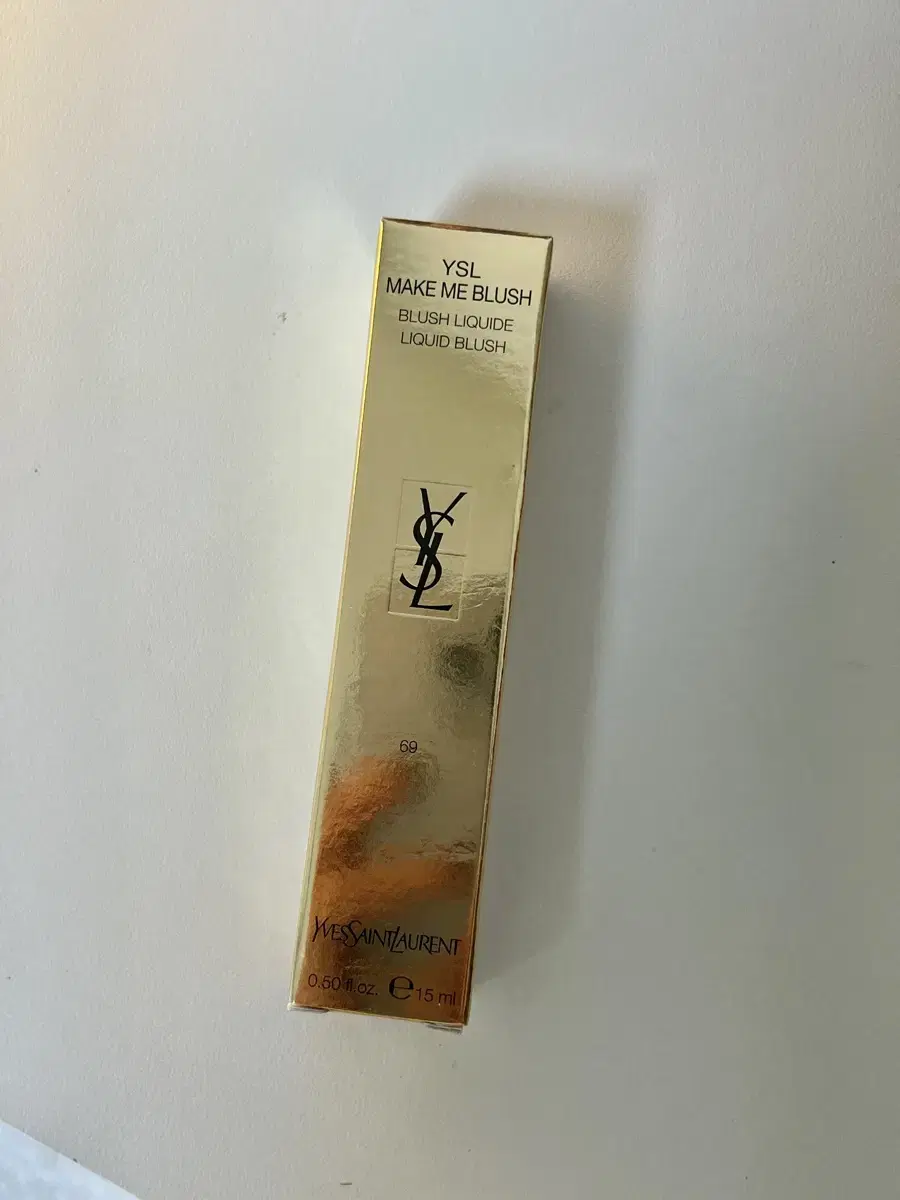 YSL
MAKE ME BLUSH
BLUSH LIQUIDE
LIQUID BLUSH
YSL
69
YVESSAINTLAURENT
0.50 fl.oz. ℮ 15 ml